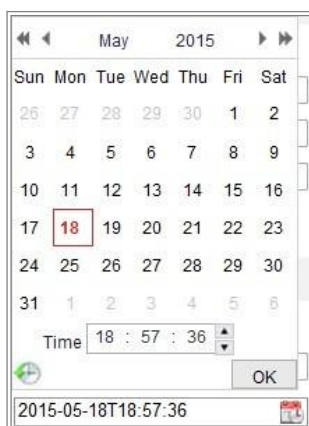 May 2015
Sun Mon Tue Wed Thu Fri Sat
26 27 28 29 30 1 2
3 4 5 6 7 8 9
10 11 12 13 14 15 16
17 18 19 20 21 22 23
24 25 26 27 28 29 30
31 1 2 3 4 5 6
Time 18 : 57 : 36
OK
2015-05-18T18:57:36